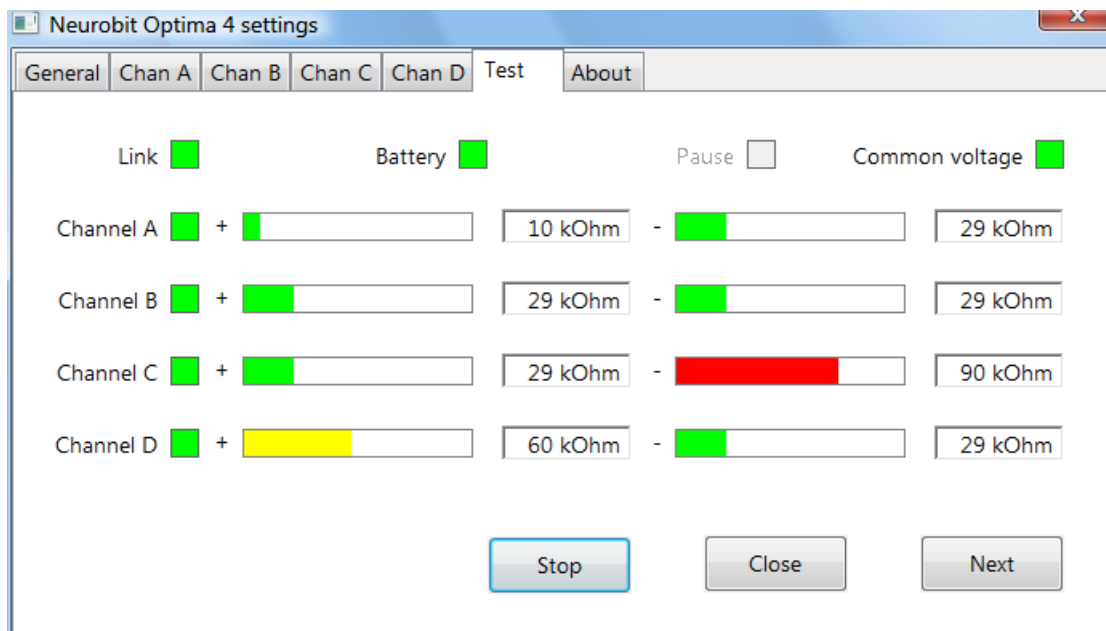 Neurobit Optima 4 settings
X
General Chan A Chan B Chan C Chan D Test About
Link Battery Pause Common voltage
Channel A + 10 kOhm - 29 kOhm
Channel B + 29 kOhm - 29 kOhm
Channel C + 29 kOhm - 90 kOhm
Channel D + 60 kOhm - 29 kOhm
Stop Close Next